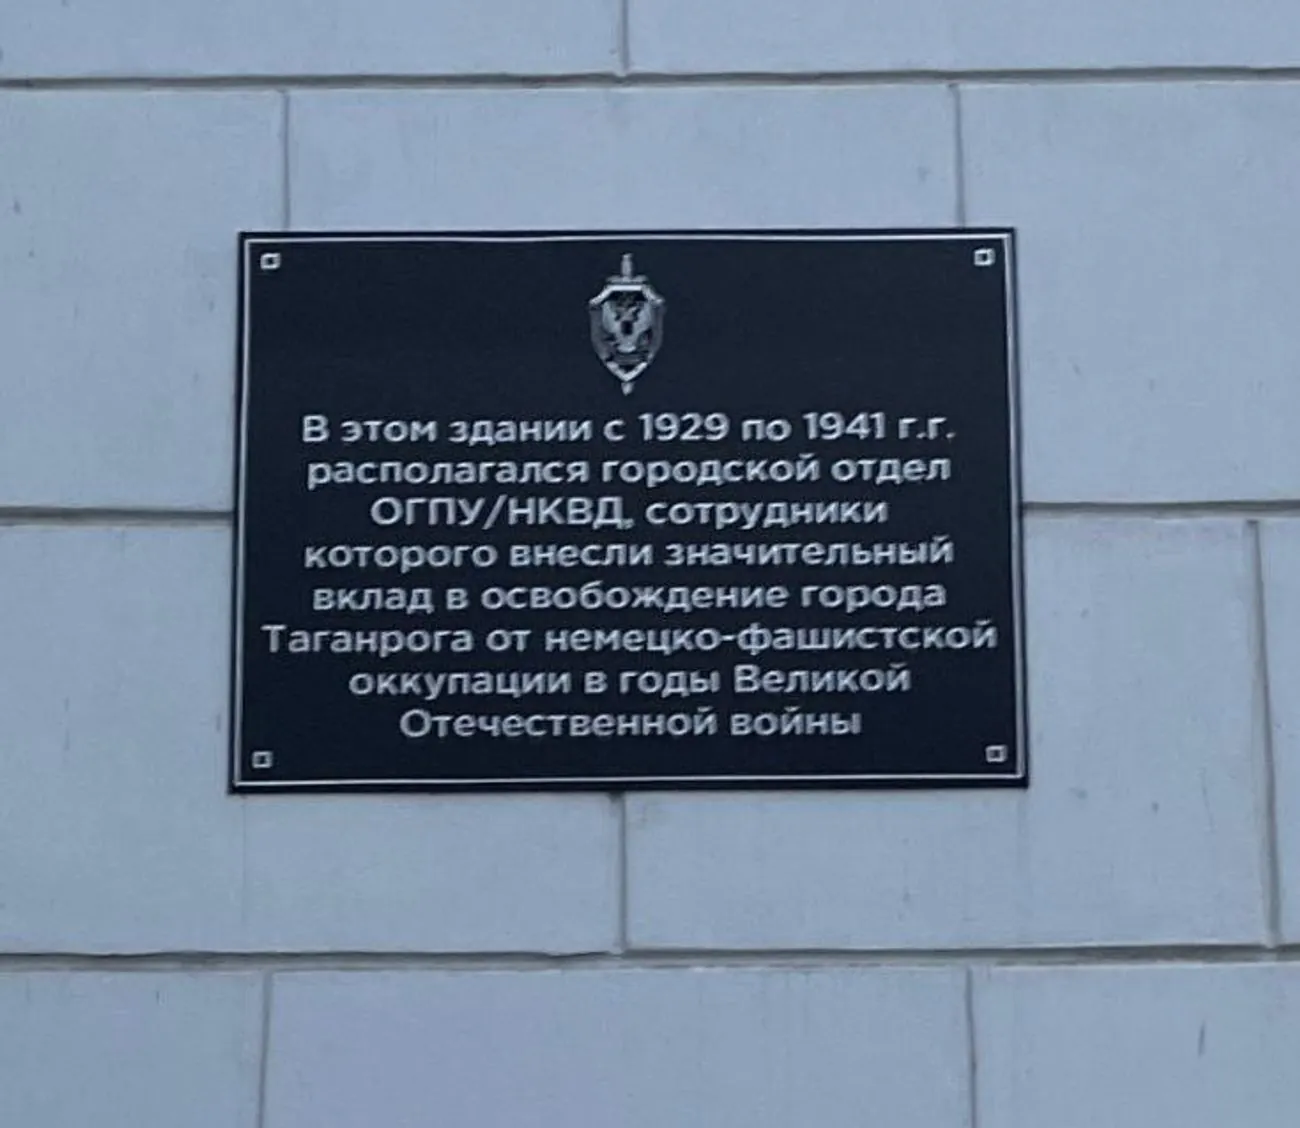 В этом здании с 1929 по 1941 г.г.
располагался городской отдел
ОГПУ/НКВД, сотрудники
которого внесли значительный
вклад в освобождение города
Таганрога от немецко-фашистской
оккупации в годы Великой
Отечественной войны